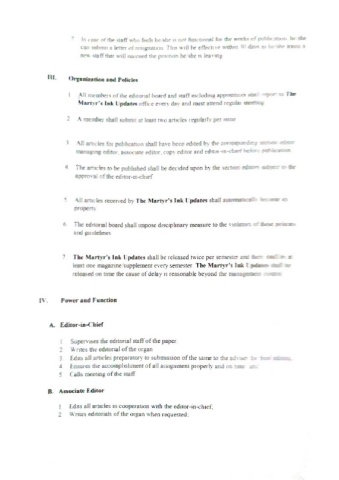 7. In case of the staff who feels he/she is not functional for the works of publication, he/she
can submit a letter of resignation. This will be effective within 30 days as he/she trains a
new staff that will succeed the position he/she is leaving
III. Organization and Policies
1 All members of the editorial board and staff including apprentices shall report to The
Martyr's Ink Updates office every day and must attend regular meeting
2 A member shall submit at least two articles regularly per issue
3 All articles for publication shall have been edited by the corresponding section editor
managing editor, associate editor, copy editor and editor-in-chief before publication
4 The articles to be published shall be decided upon by the section editors subject to the
approval of the editor-in-chief
5 All articles received by The Martyr's Ink Updates shall automatically become its
property
6 The editorial board shall impose disciplinary measure to the violators of these policies
and guidelines
7 The Martyr's Ink Updates shall be released twice per semester and there shall be at
least one magazine/supplement every semester. The Martyr's Ink Updates shall be
released on time the cause of delay is reasonable beyond the management control
IV. Power and Function
A. Editor-in-Chief
1 Supervises the editorial staff of the paper.
2 Writes the editorial of the organ
3 Edits all articles preparatory to submission of the same to the adviser for final editing
4 Ensures the accomplishment of all assignment properly and on time and
5 Calls meeting of the staff
B. Associate Editor
1 Edits all articles in cooperation with the editor-in-chief.
2 Writes editorials of the organ when requested.